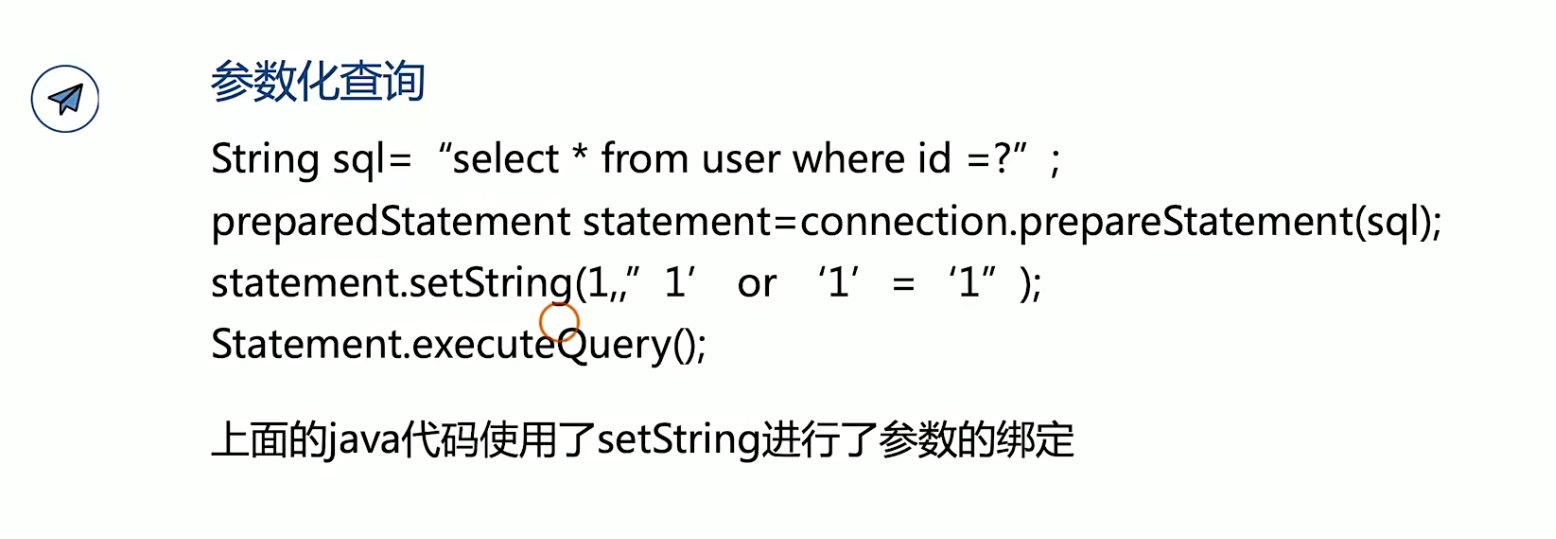 参数化查询
String sql= “select * from user where id =?” ;
preparedStatement statement=connection.prepareStatement(sql);
statement.setString(1,,” 1’ or ‘1’ = ‘1” );
Statement.executeQuery();
上面的java代码使用了setString进行了参数的绑定